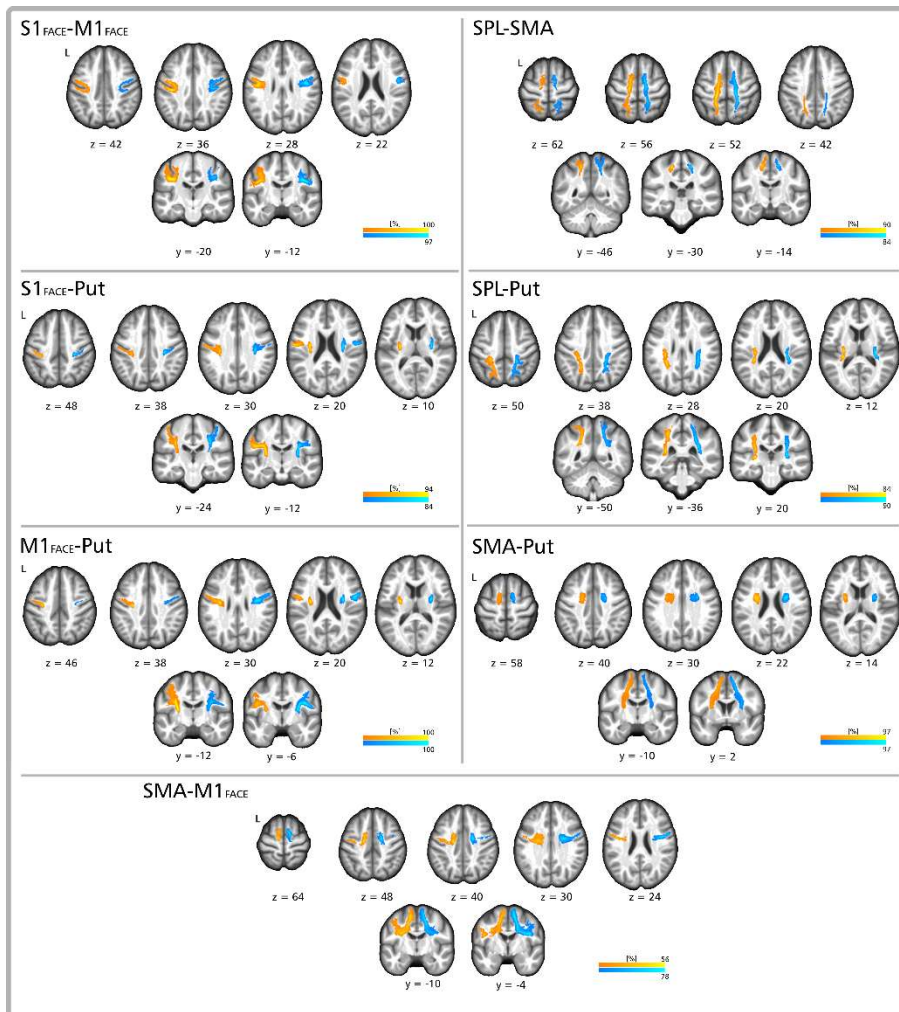 S1FACE-M1FACE
L
z = 42 z = 36 z = 28 z = 22
[%] 100
97
y = -20 y = -12
SPL-SMA
L
z = 62 z = 56 z = 52 z = 42
[%] 90
84
y = -46 y = -30 y = -14
S1FACE-Put
L
z = 48 z = 38 z = 30 z = 20 z = 10
[%] 94
84
y = -24 y = -12
SPL-Put
L
z = 50 z = 38 z = 28 z = 20 z = 12
[%] 84
90
y = -50 y = -36 y = 20
M1FACE-Put
L
z = 46 z = 38 z = 30 z = 20 z = 12
[%] 100
100
y = -12 y = -6
SMA-Put
L
z = 58 z = 40 z = 30 z = 22 z = 14
[%] 97
97
y = -10 y = 2
SMA-M1FACE
L
z = 64 z = 48 z = 40 z = 30 z = 24
[%] 56
78
y = -10 y = -4